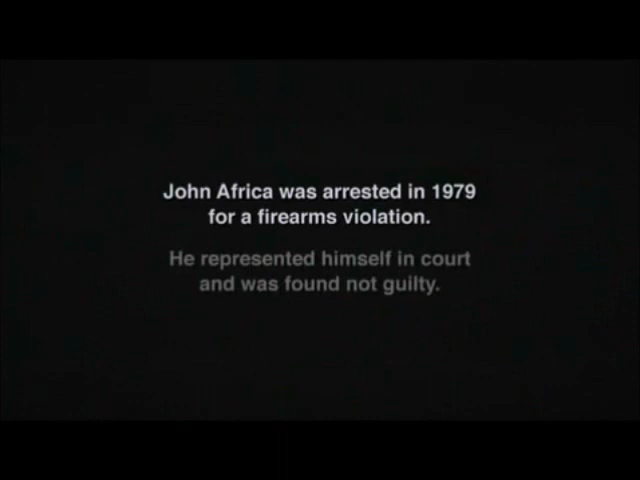 John Africa was arrested in 1979
for a firearms violation.
He represented himself in court
and was found not guilty.